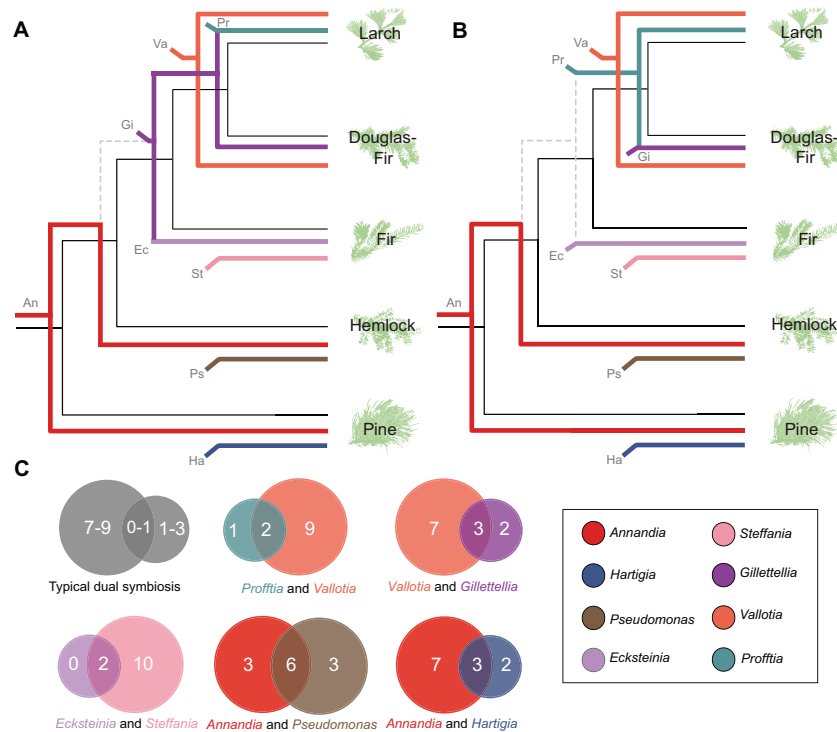 A
Pr
Larch
Va
Gi
Douglas-
Fir
Ec
Fir
St
An
Hemlock
Ps
Pine
Ha
B
Va
Larch
Pr
Douglas-
Fir
Gi
Ec
Fir
St
An
Hemlock
Ps
Pine
Ha
C
7-9 0-1 1-3
Typical dual symbiosis
1 2 9
Profftia and Vallotia
7 3 2
Vallotia and Gillettellia
0 2 10
Ecksteinia and Steffania
3 6 3
Annandia and Pseudomonas
7 3 2
Annandia and Hartigia
Annandia
Hartigia
Pseudomonas
Ecksteinia
Steffania
Gillettellia
Vallotia
Profftia